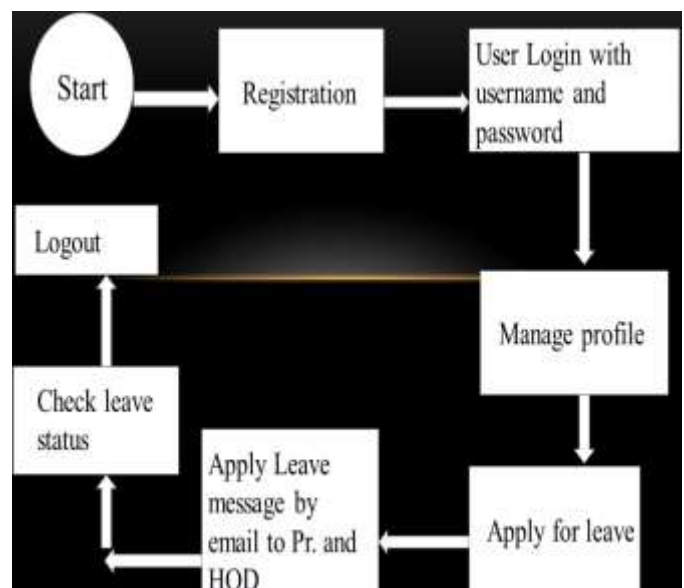 Start
Registration
User Login with
username and
password
Manage profile
Apply for leave
Apply Leave
message by
email to Pr. and
HOD
Check leave
status
Logout